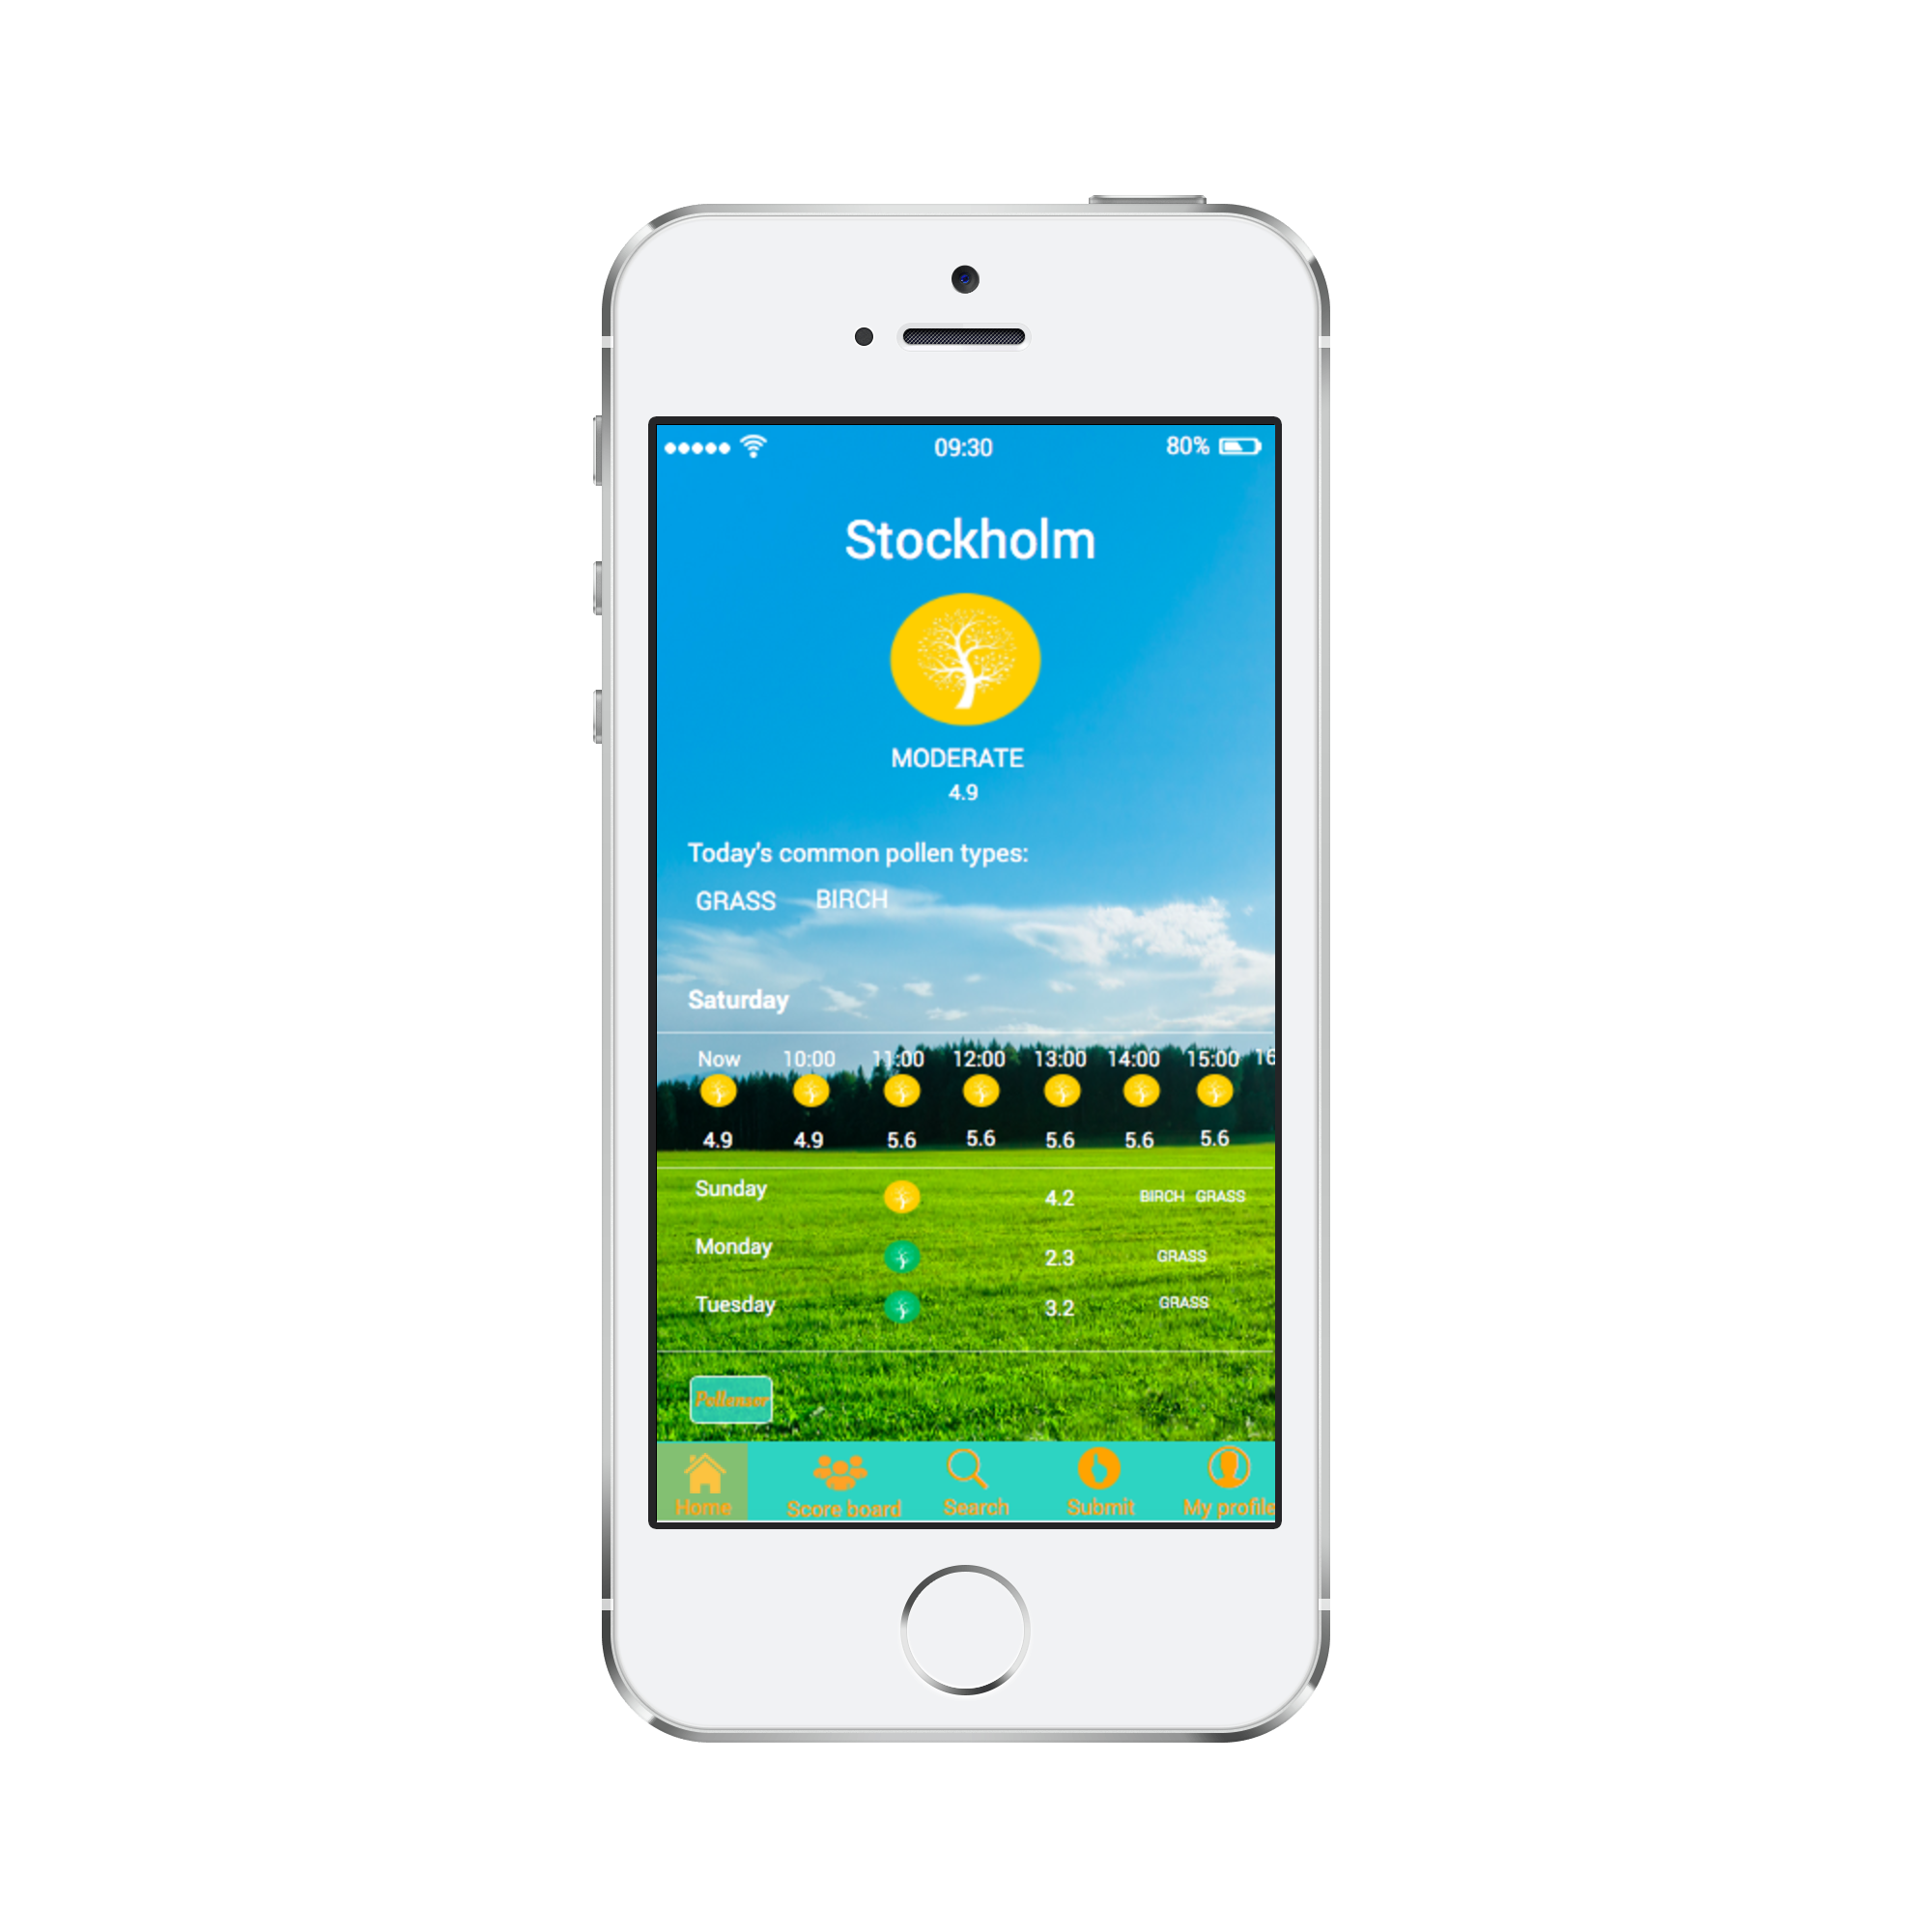 09:30 80%
Stockholm
MODERATE
4.9
Today's common pollen types:
GRASS BIRCH
Saturday
Now 10:00 11:00 12:00 13:00 14:00 15:00 16
4.9 4.9 5.6 5.6 5.6 5.6 5.6
Sunday 4.2 BIRCH GRASS
Monday 2.3 GRASS
Tuesday 3.2 GRASS
Pollensor
Home Score board Search Submit My profile